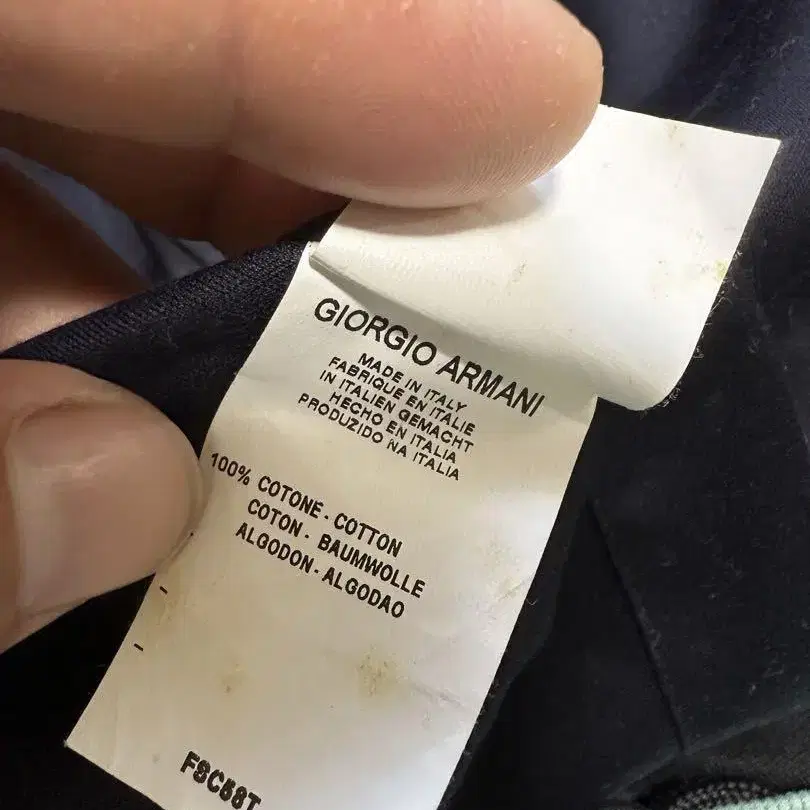 GIORGIO ARMANI
MADE IN ITALY
FABRIQUE EN ITALIE
IN ITALIEN GEMACHT
HECHO EN ITALIA
PRODUZIDO NA ITALIA
100% COTONE - COTTON
COTON - BAUMWOLLE
ALGODON - ALGODAO